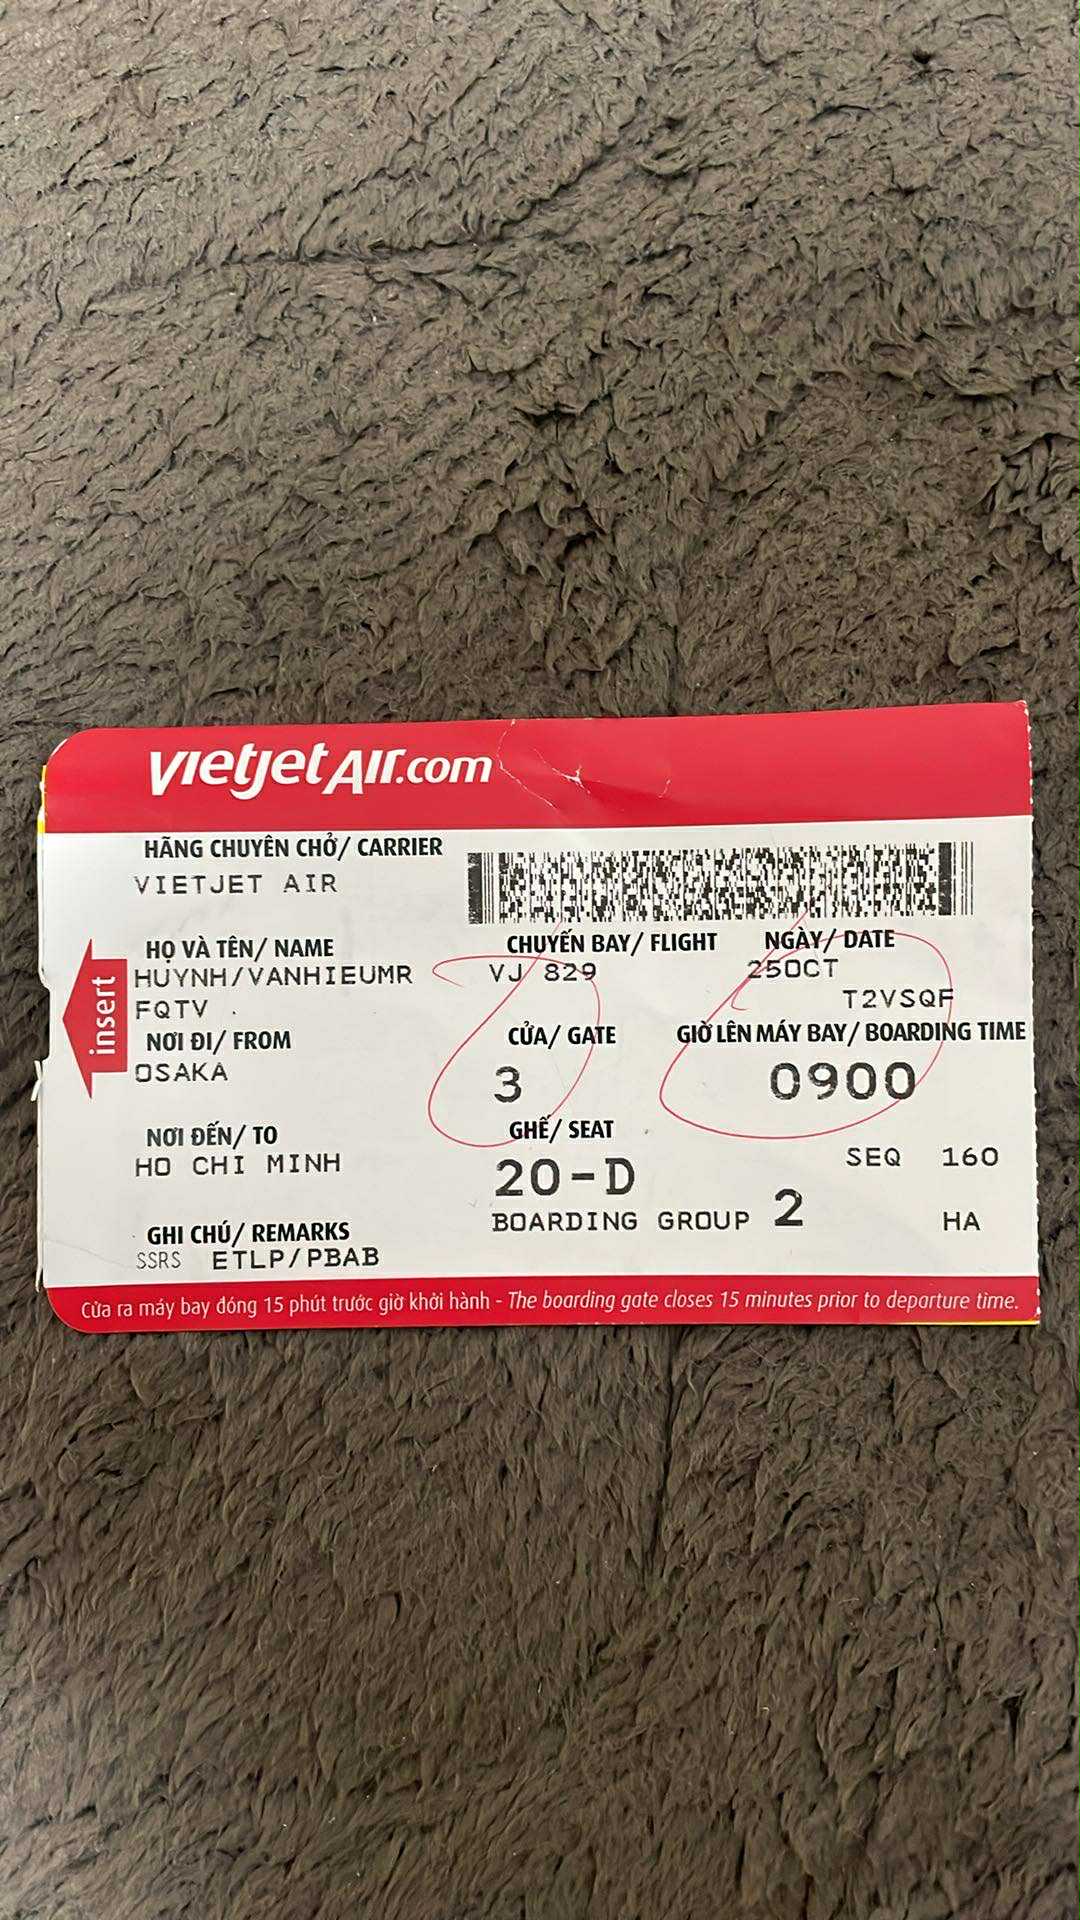 vietjetAir.com
HÃNG CHUYÊN CHỞ/ CARRIER
VIETJET AIR
HỌ VÀ TÊN/ NAME
CHUYẾN BAY/ FLIGHT
NGÀY/ DATE
HUYNH/VANHIEUMR
VJ 829
25OCT
FQTV
T2VSQF
NƠI ĐI/ FROM
CỬA/ GATE
GIỜ LÊN MÁY BAY/ BOARDING TIME
OSAKA
3
0900
NƠI ĐẾN/ TO
GHẾ/ SEAT
HO CHI MINH
20-D
SEQ 160
BOARDING GROUP 2
HA
GHI CHÚ/ REMARKS
SSRS ETLP/PBAB
Cửa ra máy bay đóng 15 phút trước giờ khởi hành - The boarding gate closes 15 minutes prior to departure time.
insert